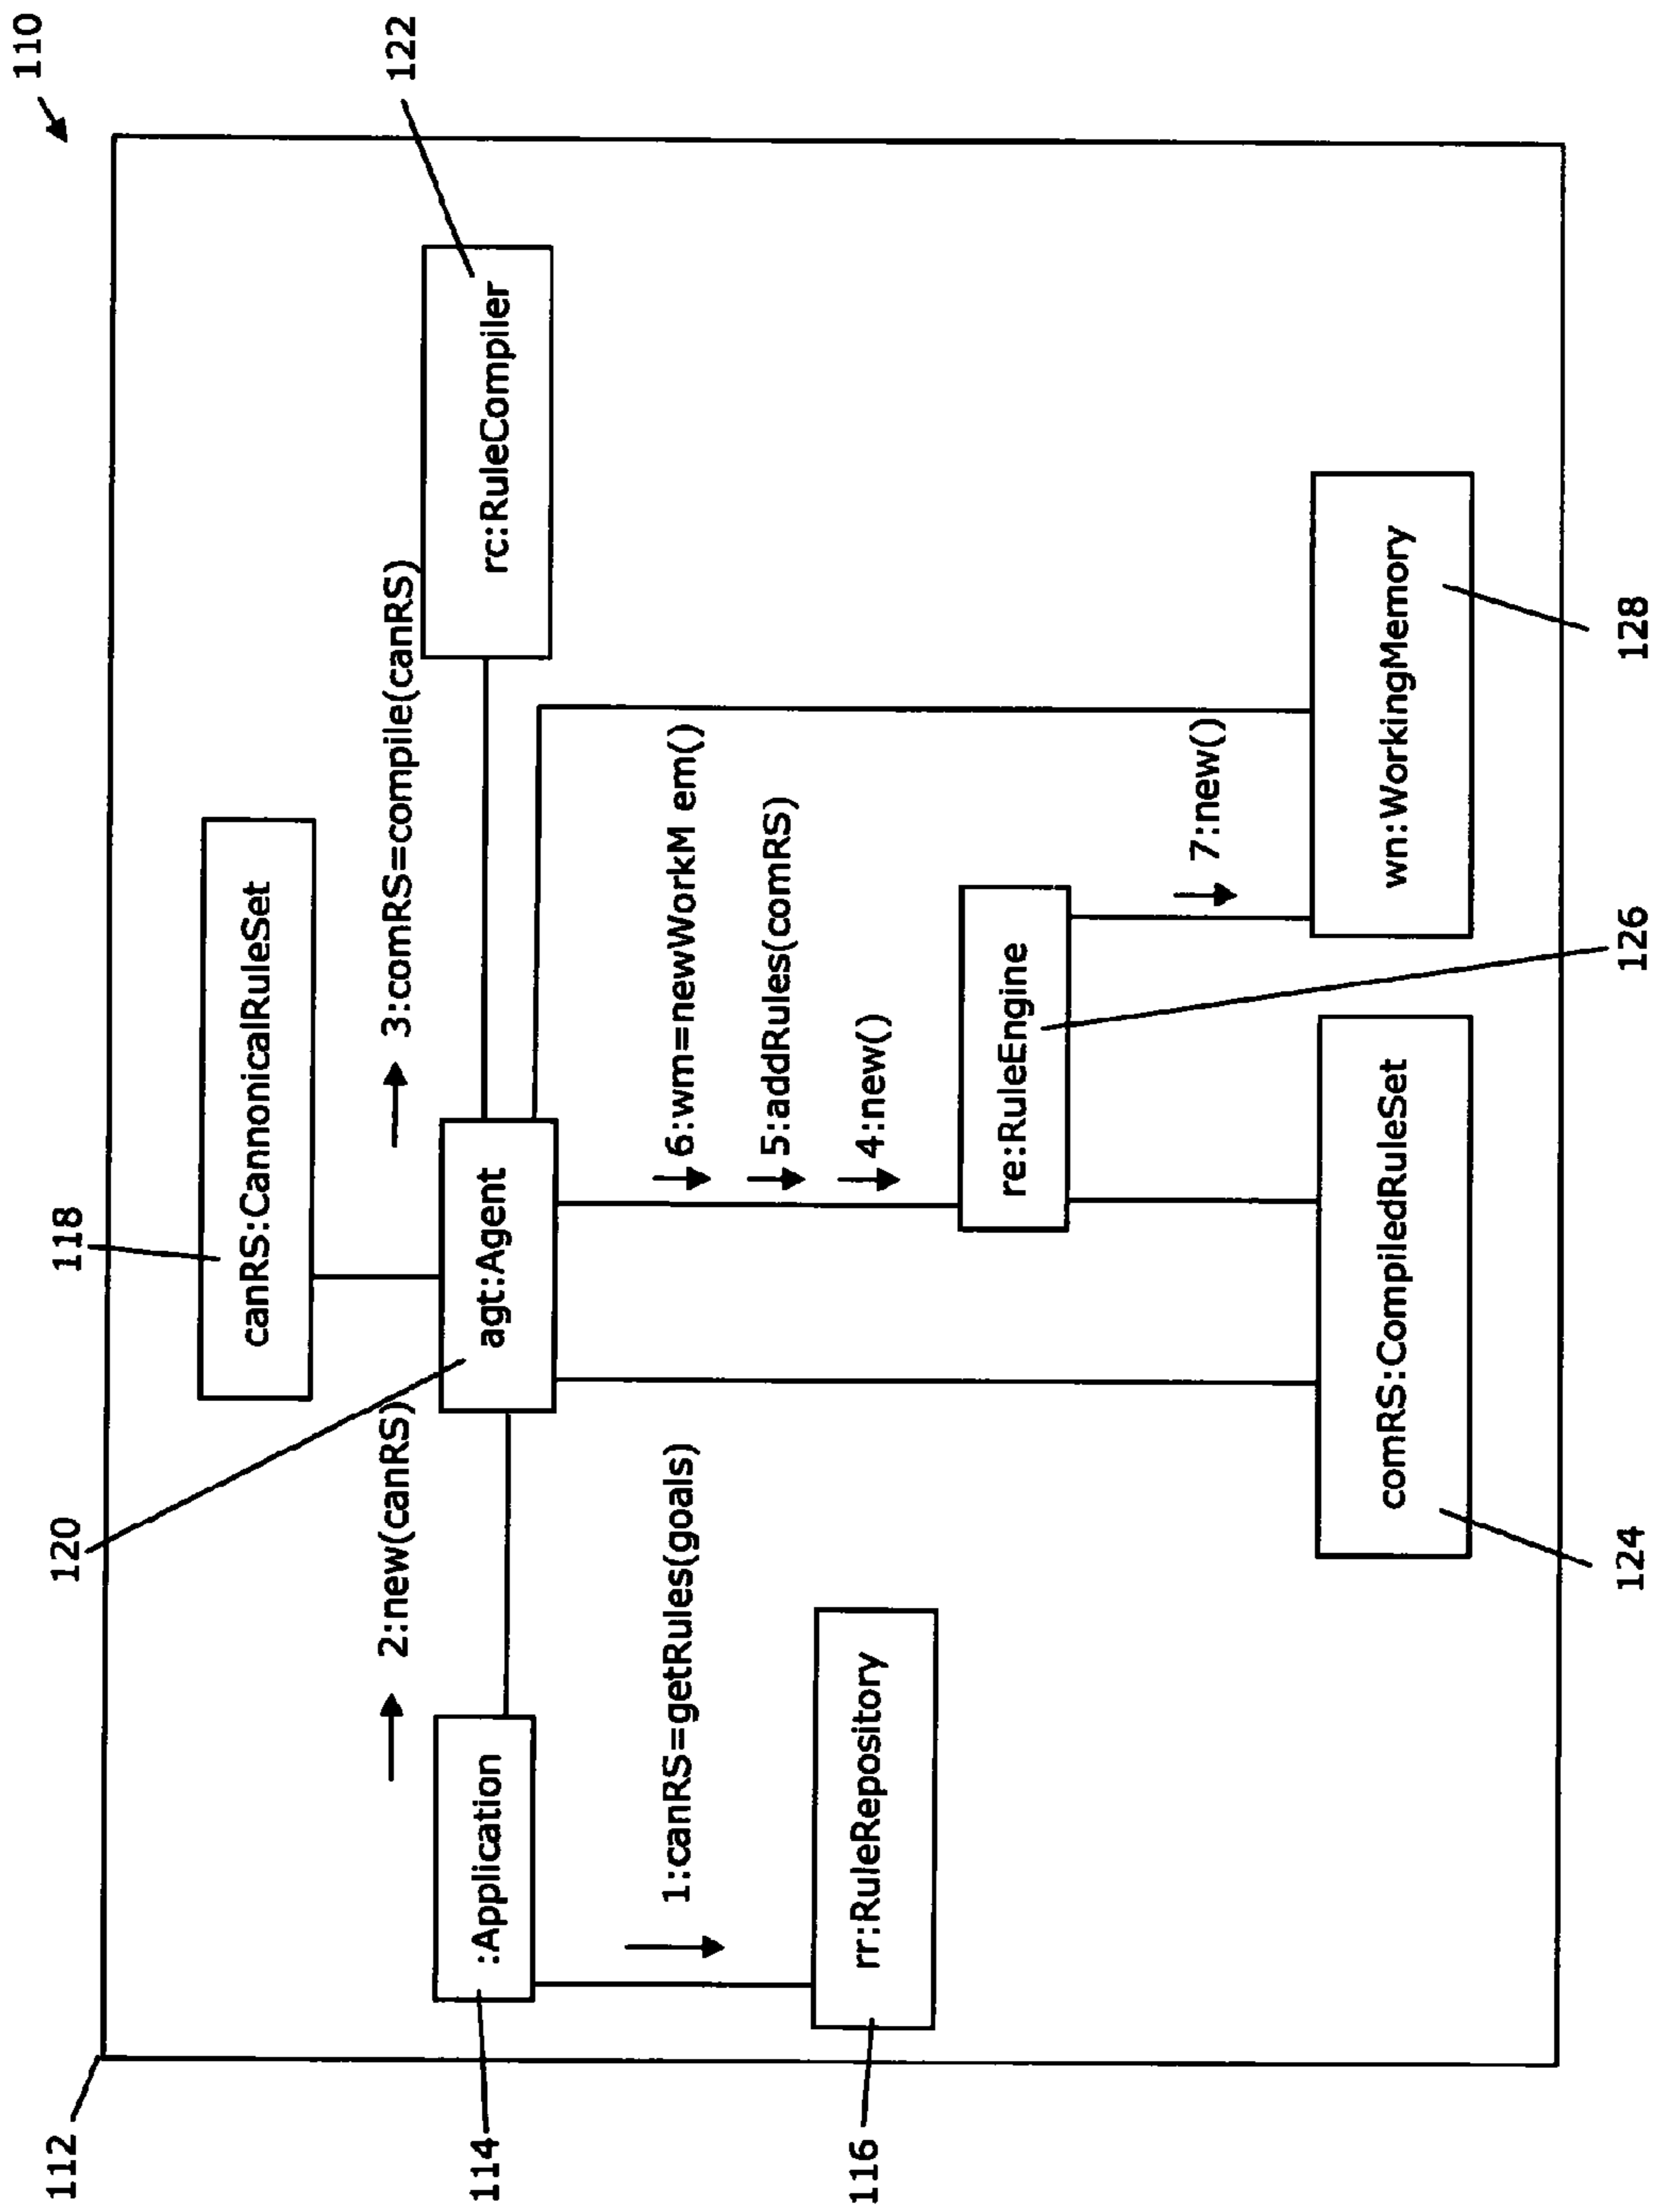 110
112
118
canRS:CannonicalRuleSet
120
122
2:new(canRS)
3:comRS=compile(canRS)
:Application
agt:Agent
rc:RuleCompiler
114
1:canRS=getRules(goals)
6:wm=newWorkM em()
5:addRules(comRS)
4:new()
rr:RuleRepository
116
re:RuleEngine
7:new()
comRS:CompiledRuleSet
wn:WorkingMemory
124
126
128